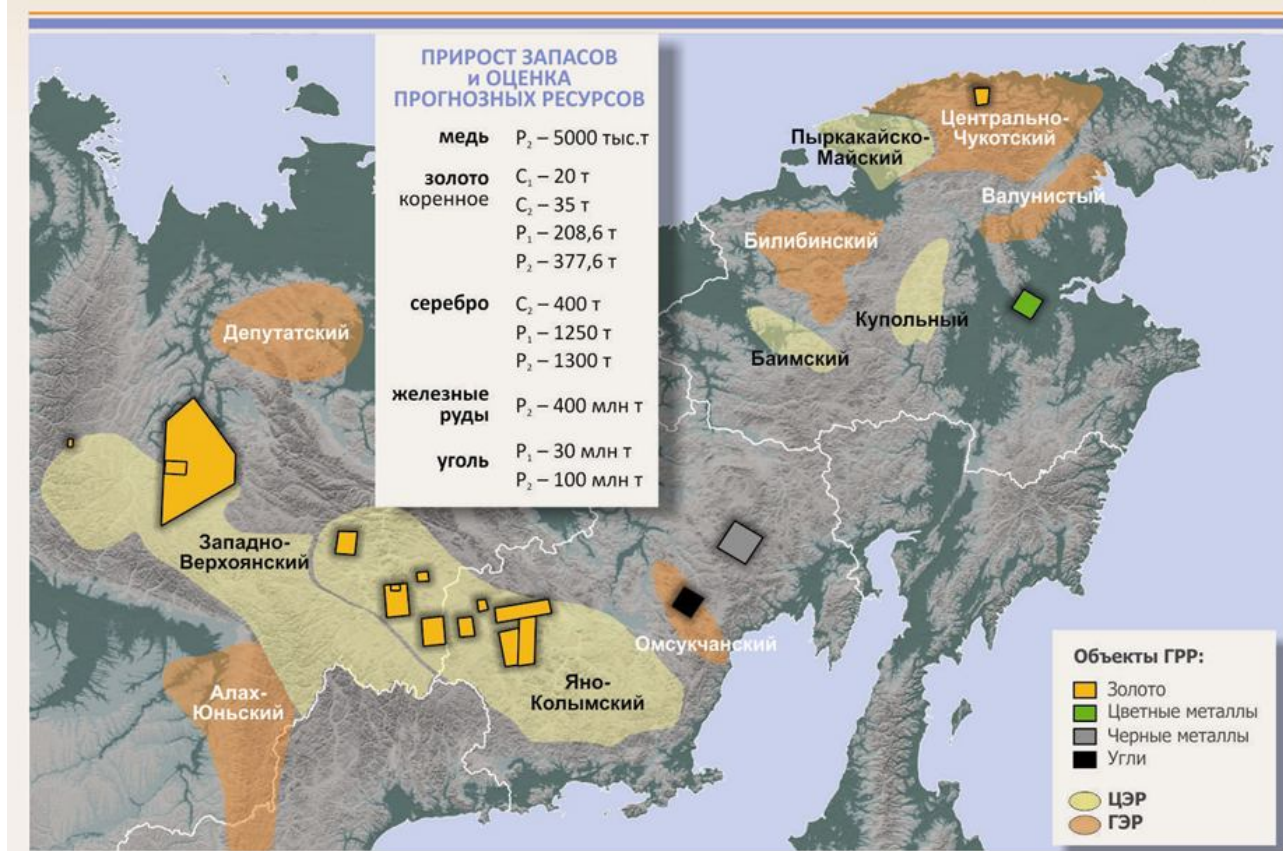 ПРИРОСТ ЗАПАСОВ
и ОЦЕНКА
ПРОГНОЗНЫХ РЕСУРСОВ
медь P₂ – 5000 тыс.т
золото C₁ – 20 т
коренное C₂ – 35 т
P₁ – 208,6 т
P₂ – 377,6 т
серебро C₂ – 400 т
P₁ – 1250 т
P₂ – 1300 т
железные
руды P₂ – 400 млн т
уголь P₁ – 30 млн т
P₂ – 100 млн т
Центрально-
Чукотский
Пыркакайско-
Майский
Валунистый
Билибинский
Купольный
Баимский
Депутатский
Западно-
Верхоянский
Омсукчанский
Яно-
Колымский
Алах-
Юньский
Объекты ГРР:
Золото
Цветные металлы
Черные металлы
Угли
ЦЭР
ГЭР